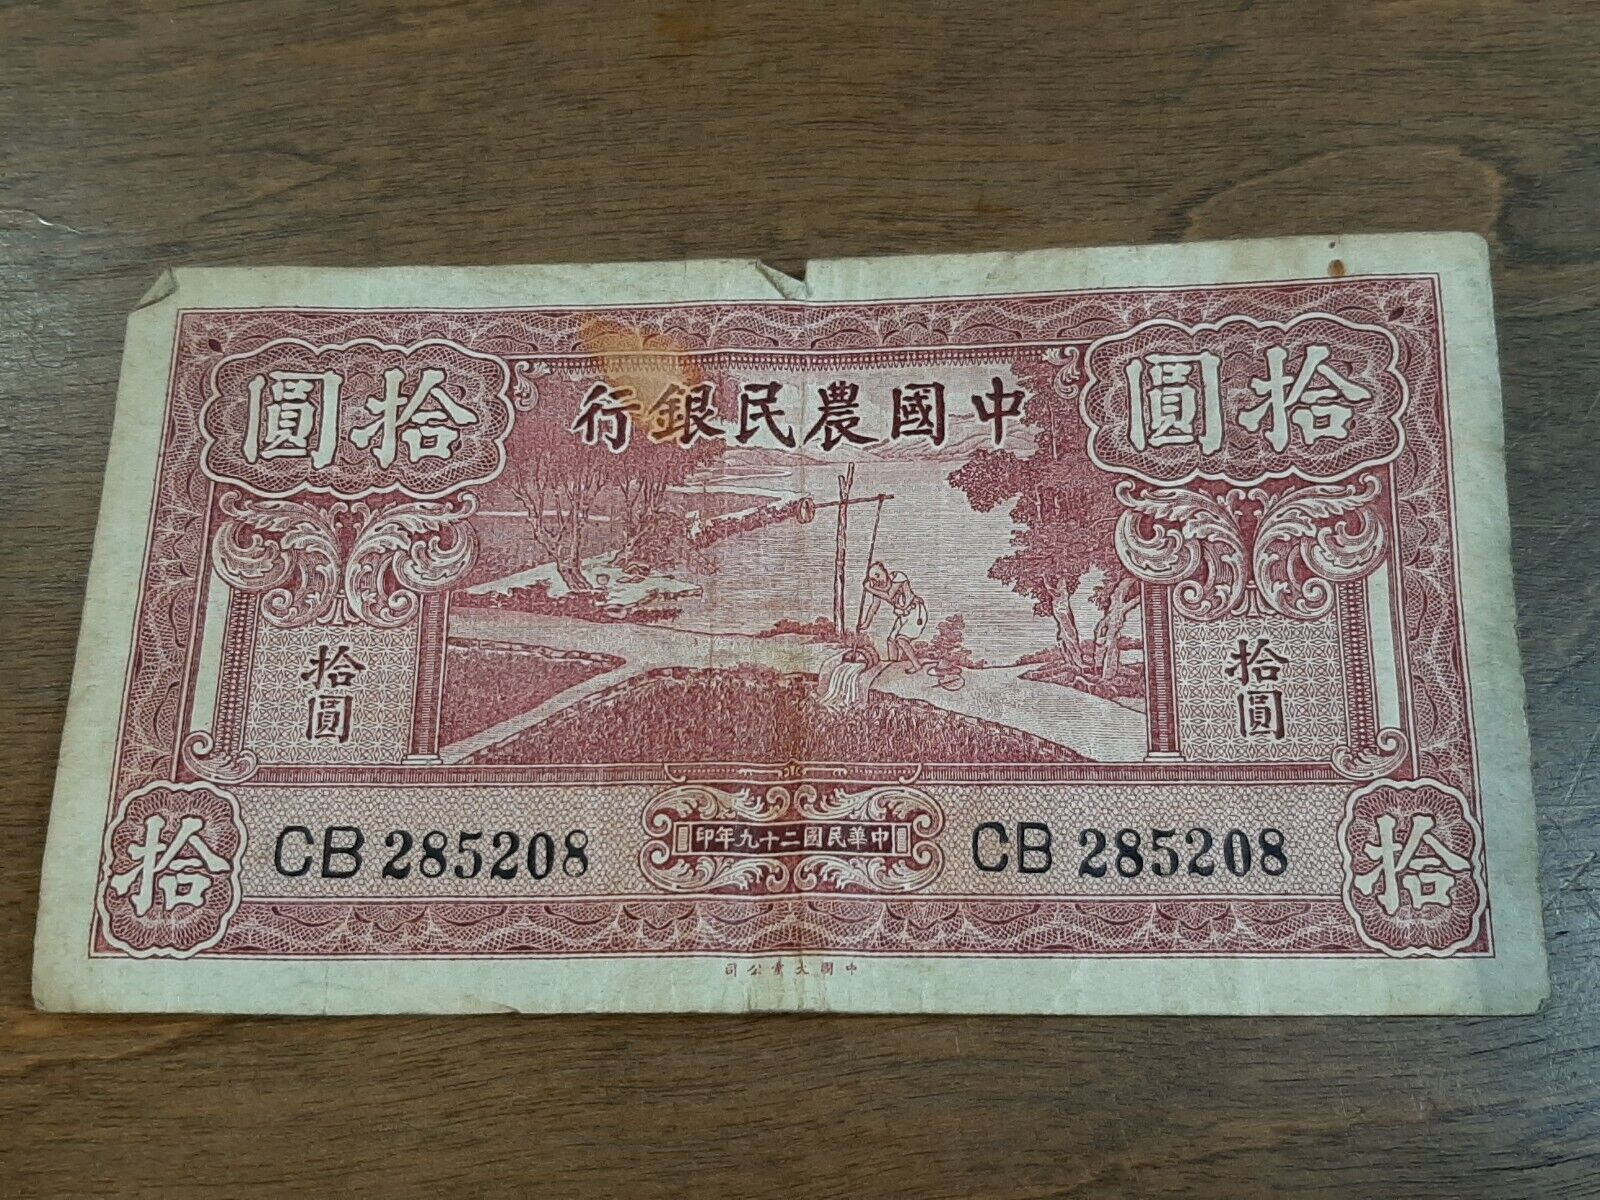 中國農民銀行
拾圓
拾圓
拾圓
拾圓
CB 285208
中華民國二十九年印
CB 285208
拾
拾
中國大業公司